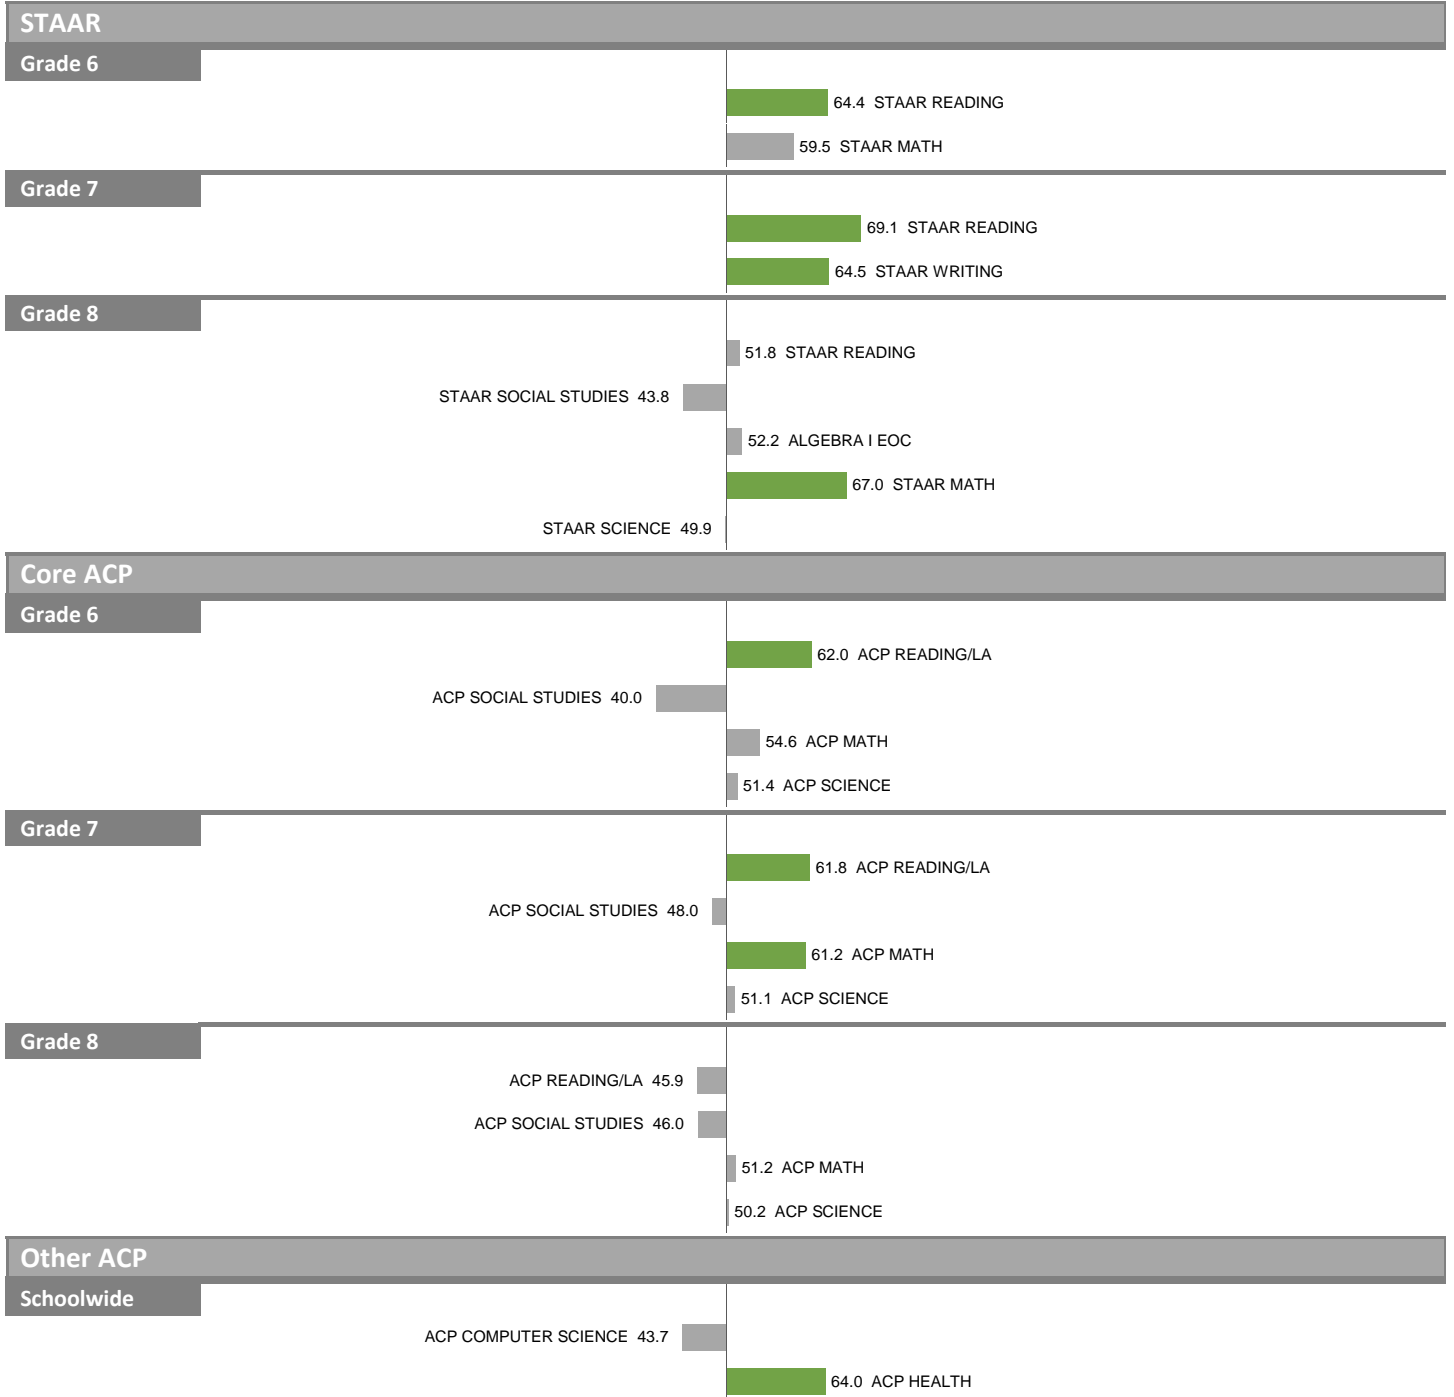 STAAR
Grade 6
64.4 STAAR READING
59.5 STAAR MATH
Grade 7
69.1 STAAR READING
64.5 STAAR WRITING
Grade 8
51.8 STAAR READING
STAAR SOCIAL STUDIES 43.8
52.2 ALGEBRA I EOC
67.0 STAAR MATH
STAAR SCIENCE 49.9
Core ACP
Grade 6
62.0 ACP READING/LA
ACP SOCIAL STUDIES 40.0
54.6 ACP MATH
51.4 ACP SCIENCE
Grade 7
61.8 ACP READING/LA
ACP SOCIAL STUDIES 48.0
61.2 ACP MATH
51.1 ACP SCIENCE
Grade 8
ACP READING/LA 45.9
ACP SOCIAL STUDIES 46.0
51.2 ACP MATH
50.2 ACP SCIENCE
Other ACP
Schoolwide
ACP COMPUTER SCIENCE 43.7
64.0 ACP HEALTH